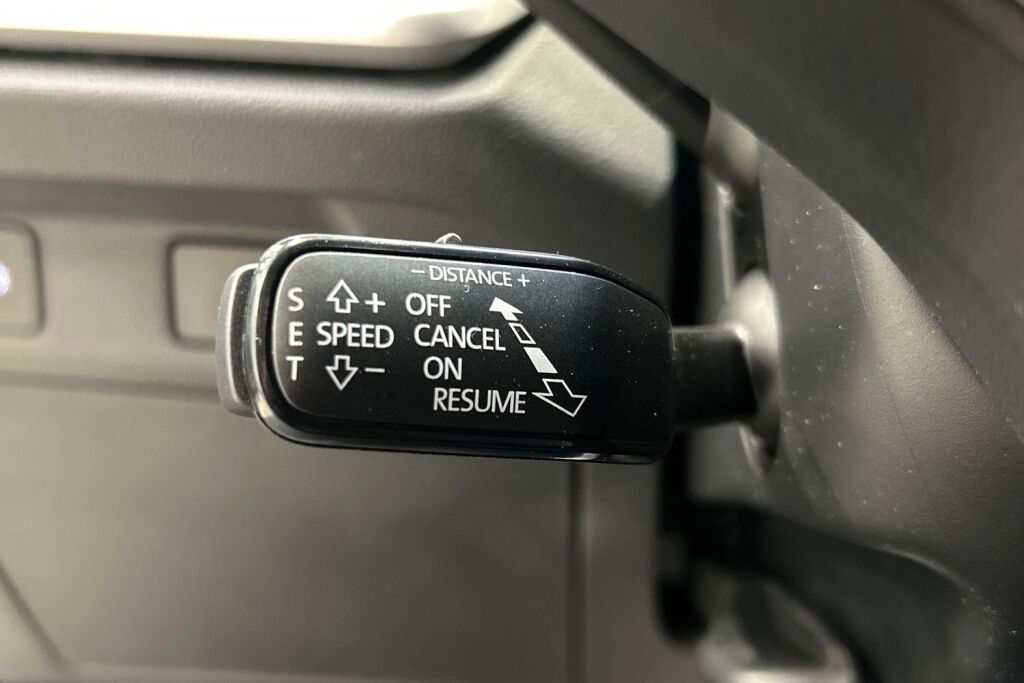 − DISTANCE +
S + OFF
E SPEED CANCEL
T − ON
RESUME